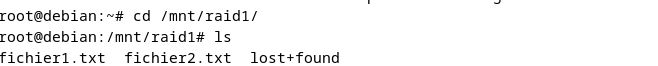 root@debian:~# cd /mnt/raid1/
root@debian:/mnt/raid1# ls
fichier1.txt  fichier2.txt  lost+found